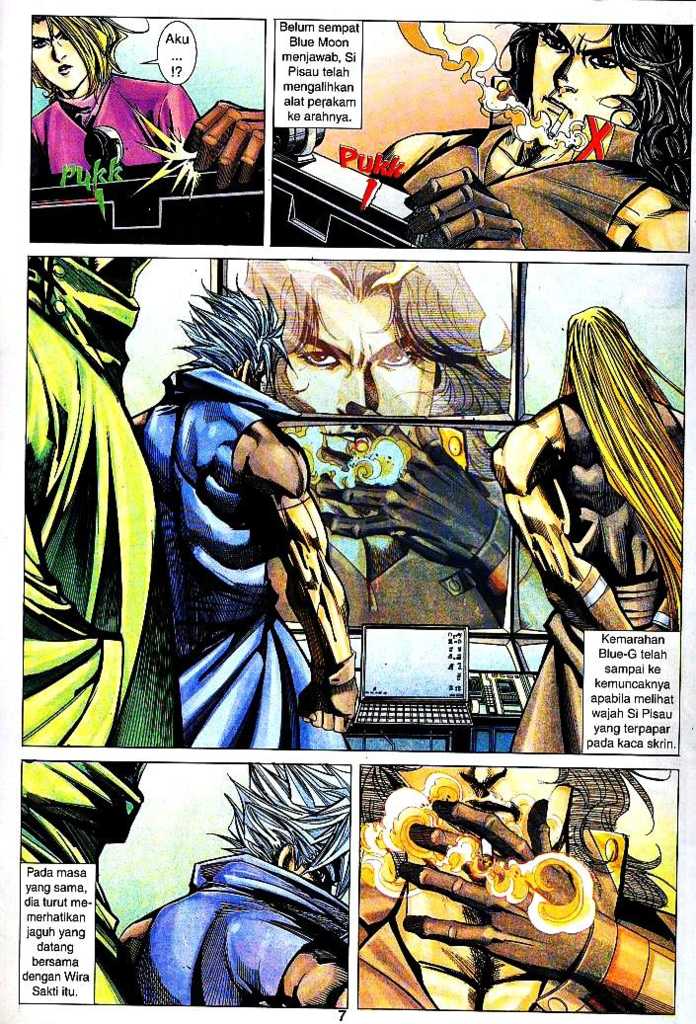 Aku
...
!?
Belum sempat
Blue Moon
menjawab, Si
Pisau telah
mengalihkan
alat perakam
ke arahnya.
Pukk
!
Pukk
!
X
Kemarahan
Blue-G telah
sampai ke
kemuncaknya
apabila melihat
wajah Si Pisau
yang terpapar
pada kaca skrin.
Pada masa
yang sama,
dia turut me-
merhatikan
jaguh yang
datang
bersama
dengan Wira
Sakti itu.
7